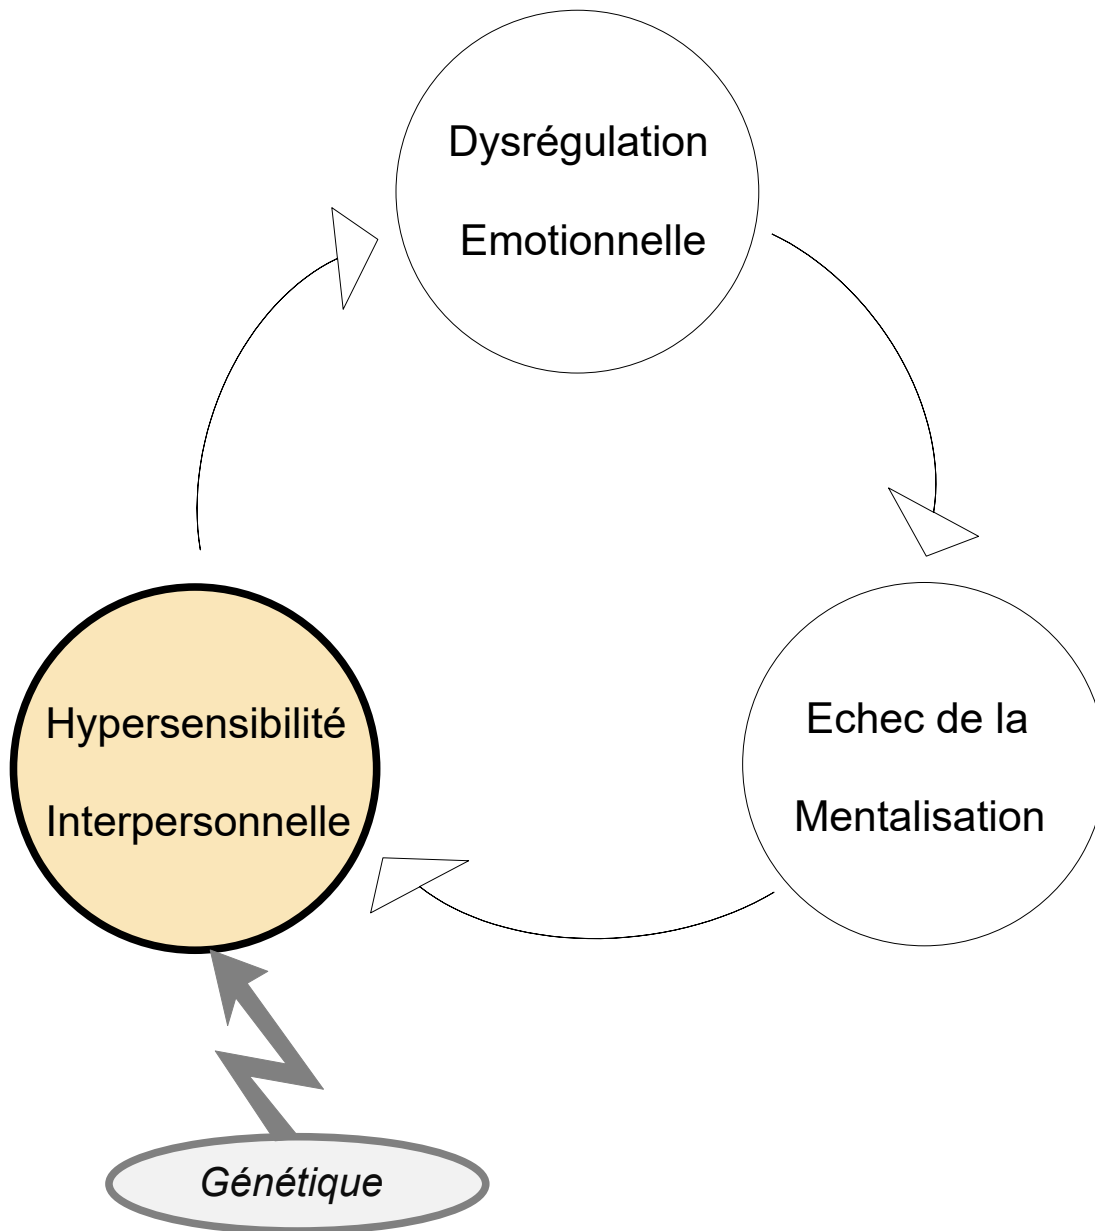 Dysrégulation
Emotionnelle
Hypersensibilité
Interpersonnelle
Echec de la
Mentalisation
Génétique